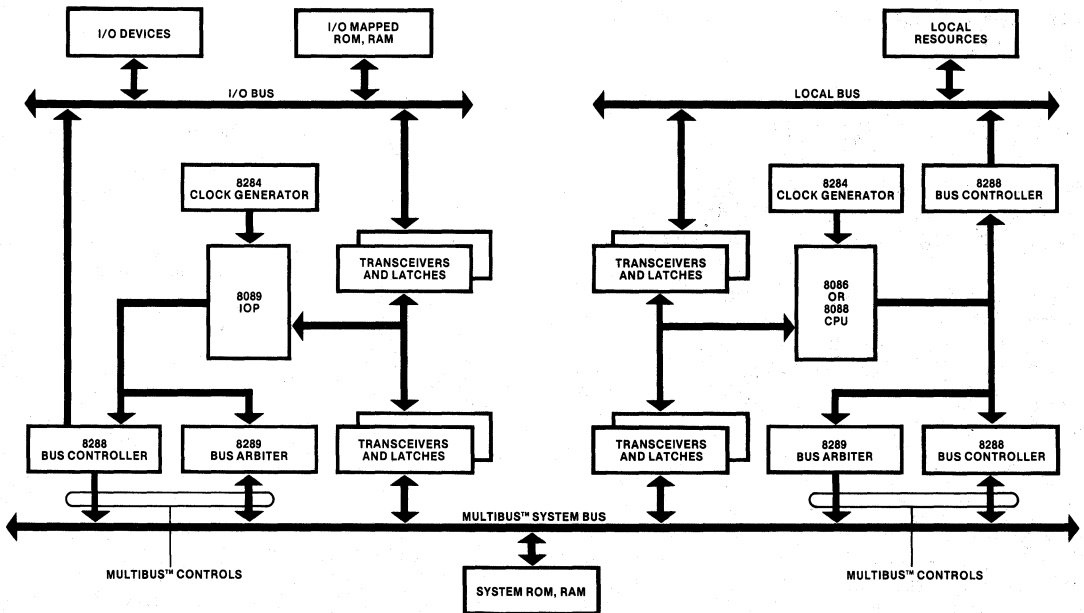 I/O DEVICES
I/O MAPPED
ROM, RAM
LOCAL
RESOURCES
I/O BUS
LOCAL BUS
8284
CLOCK GENERATOR
8284
CLOCK GENERATOR
8288
BUS CONTROLLER
TRANSCEIVERS
AND LATCHES
TRANSCEIVERS
AND LATCHES
8089
IOP
8086
OR
8088
CPU
8288
BUS CONTROLLER
8289
BUS ARBITER
TRANSCEIVERS
AND LATCHES
TRANSCEIVERS
AND LATCHES
8289
BUS ARBITER
8288
BUS CONTROLLER
MULTIBUS™ SYSTEM BUS
MULTIBUS™ CONTROLS
SYSTEM ROM, RAM
MULTIBUS™ CONTROLS